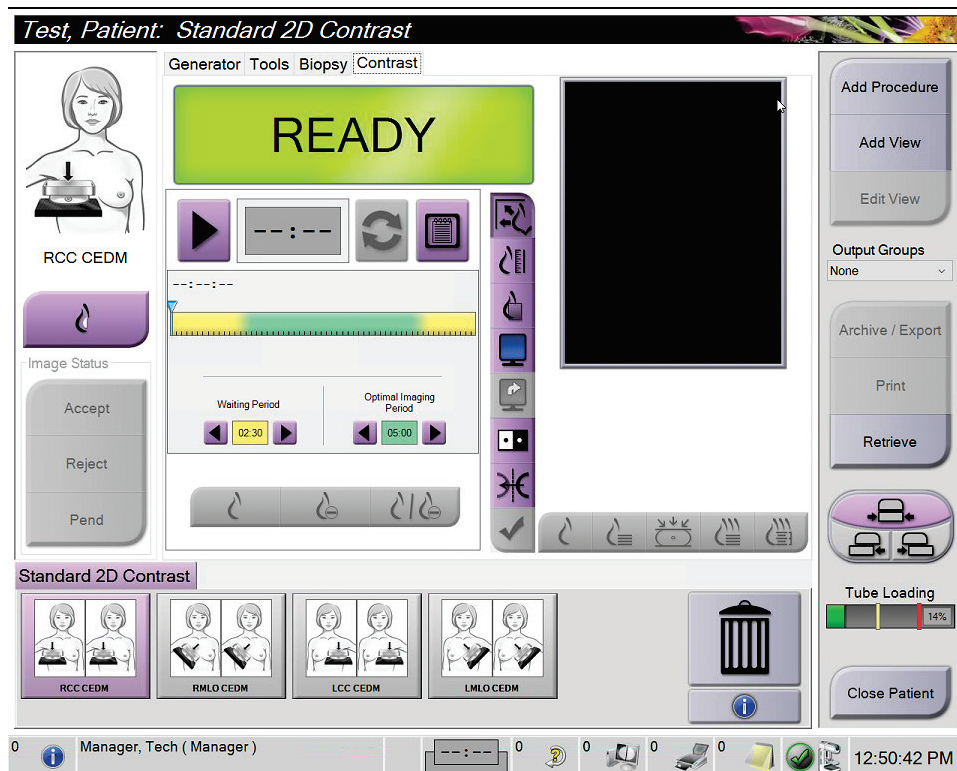 Test, Patient: Standard 2D Contrast
Generator Tools Biopsy Contrast
READY
RCC CEDM
--:--
--:--:--
Waiting Period
02:30
Optimal Imaging
Period
05:00
Image Status
Accept
Reject
Pend
Add Procedure
Add View
Edit View
Output Groups
None
Archive / Export
Print
Retrieve
Tube Loading
14%
Close Patient
Standard 2D Contrast
RCC CEDM
RMLO CEDM
LCC CEDM
LMLO CEDM
0
Manager, Tech ( Manager )
--:--
0
0
0
0
12:50:42 PM